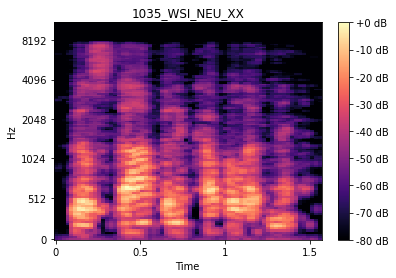 1035_WSI_NEU_XX
+0 dB
8192
-10 dB
4096
-20 dB
-30 dB
2048
Hz
-40 dB
1024
-50 dB
512
-60 dB
-70 dB
0
-80 dB
0
0.5
1
1.5
Time